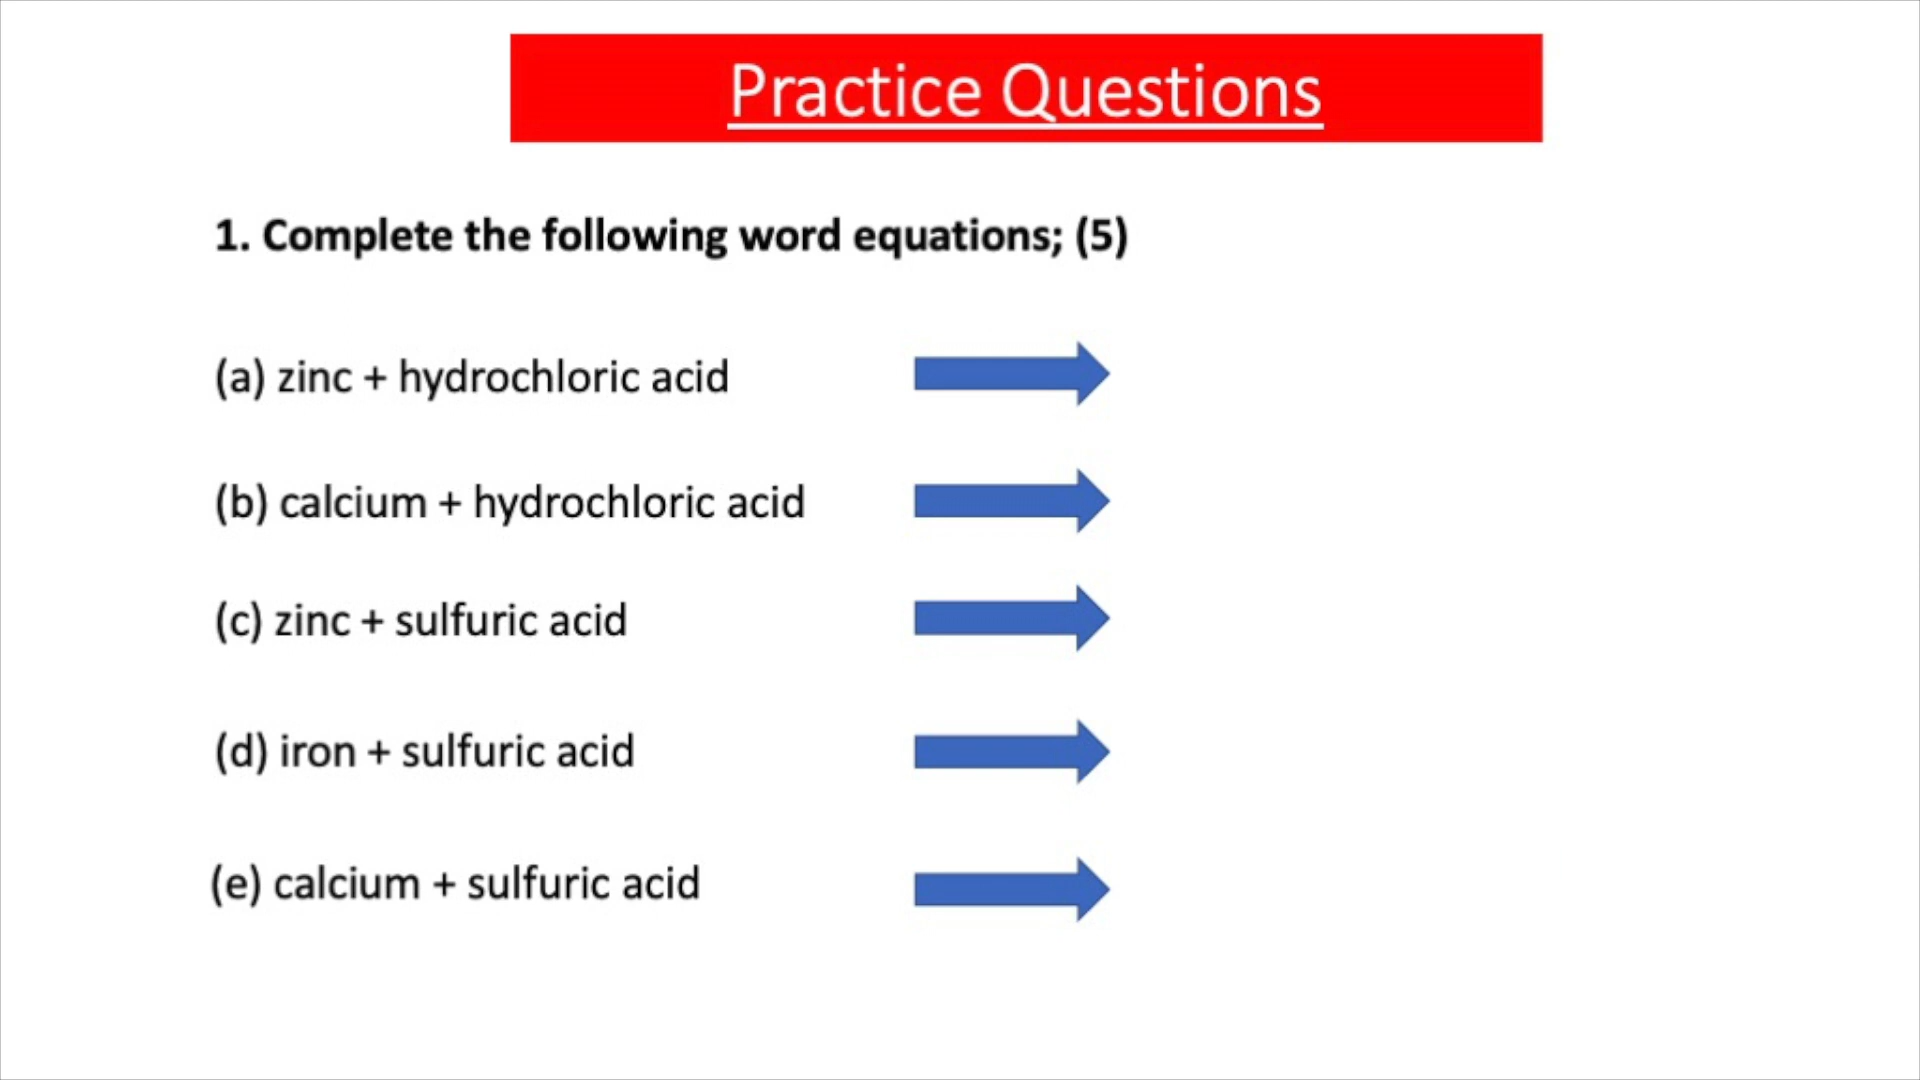 Practice Questions
1. Complete the following word equations; (5)
(a) zinc + hydrochloric acid
(b) calcium + hydrochloric acid
(c) zinc + sulfuric acid
(d) iron + sulfuric acid
(e) calcium + sulfuric acid